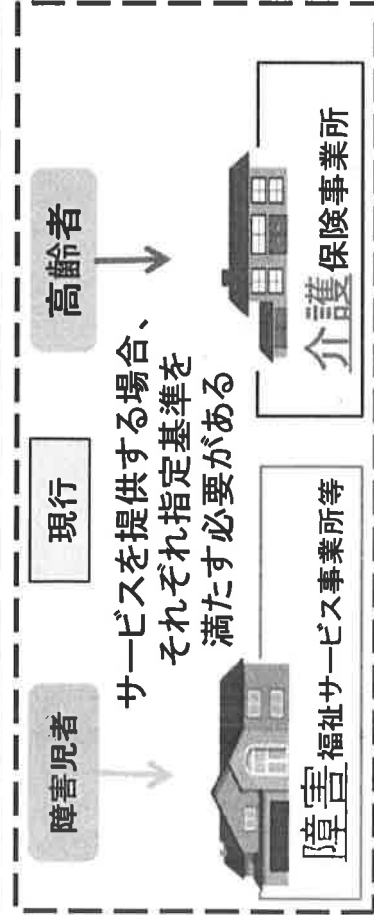 現行
障害児者
高齢者
サービスを提供する場合、
それぞれ指定基準を
満たす必要がある
障害福祉サービス事業所等
介護保険事業所